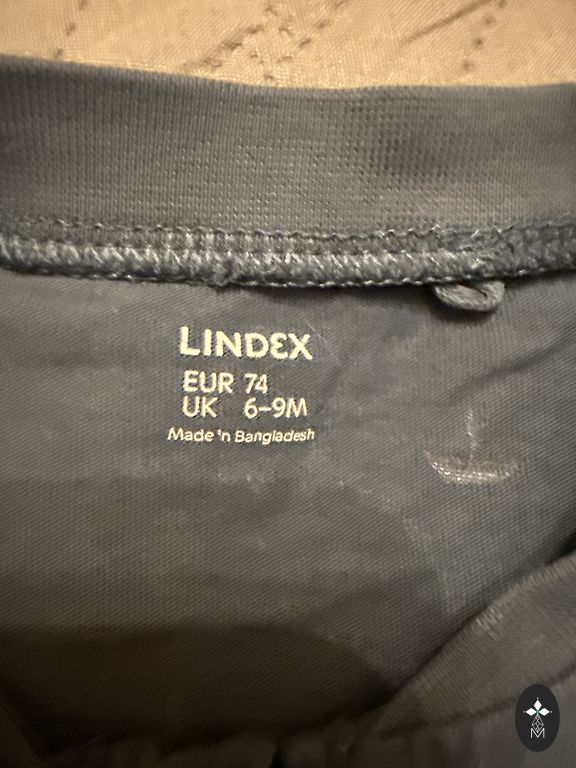 LINDEX
EUR 74
UK 6-9M
Made in Bangladesh
M